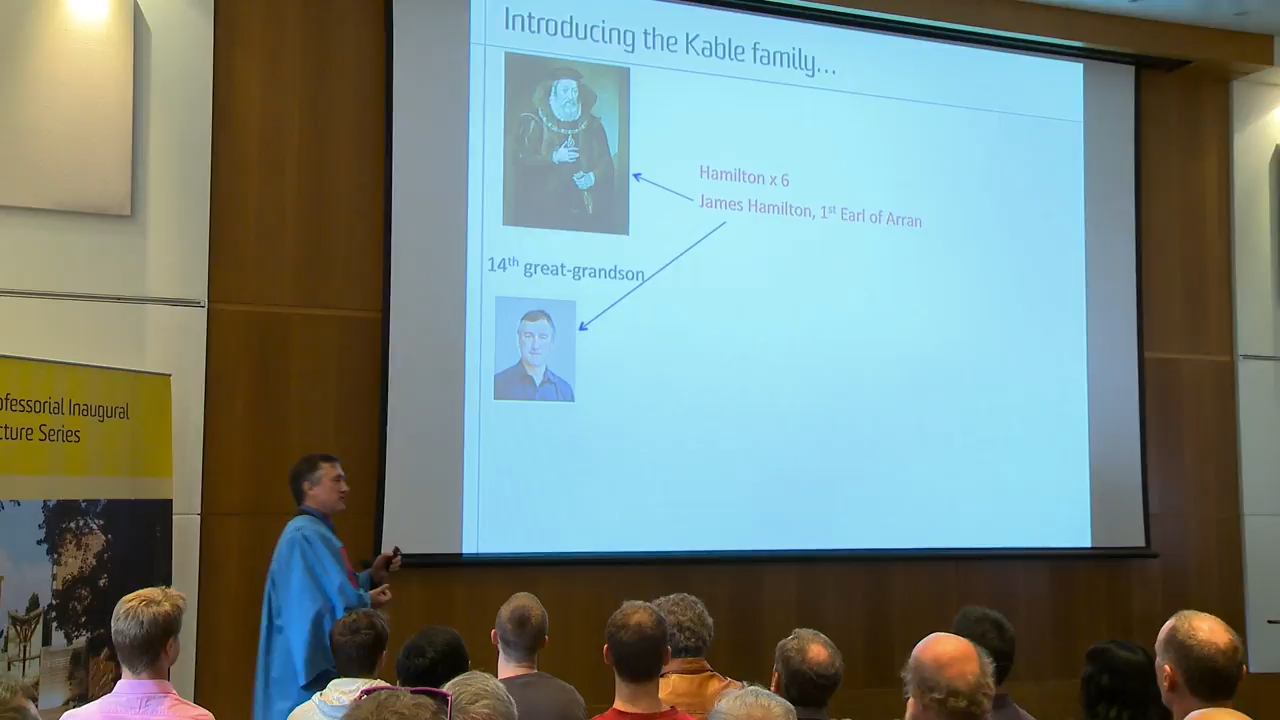 Introducing the Kable family...
Hamilton x 6
James Hamilton, 1st Earl of Arran
14th great-grandson
ofessorial Inaugural
cture Series